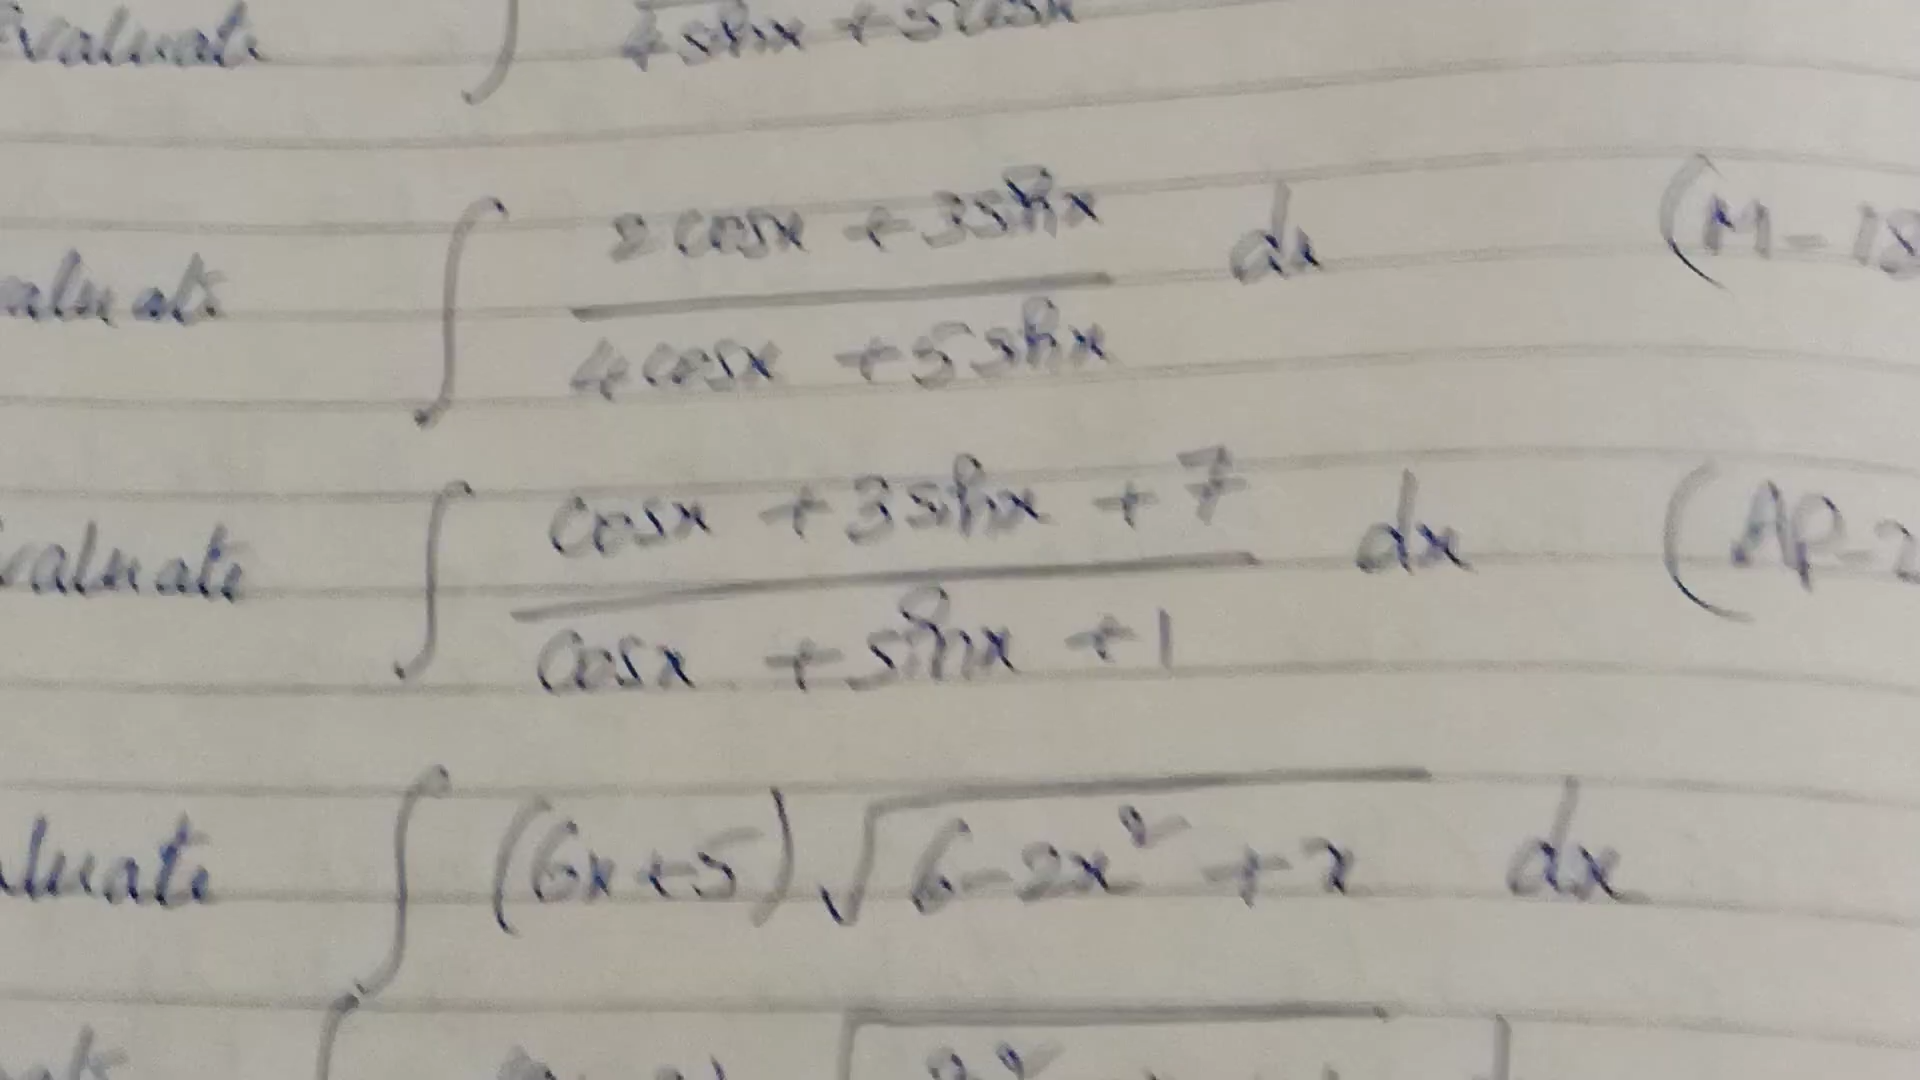 Evaluate ∫ 4sinx + 5cosx
Evaluate ∫ (2cosx + 3sinx)/(4cosx + 5sinx) dx (M-18
Evaluate ∫ (cosx + 3sinx + 7)/(cosx + sinx + 1) dx (AP-2
Evaluate ∫ (6x+5)√(6-2x²+x) dx